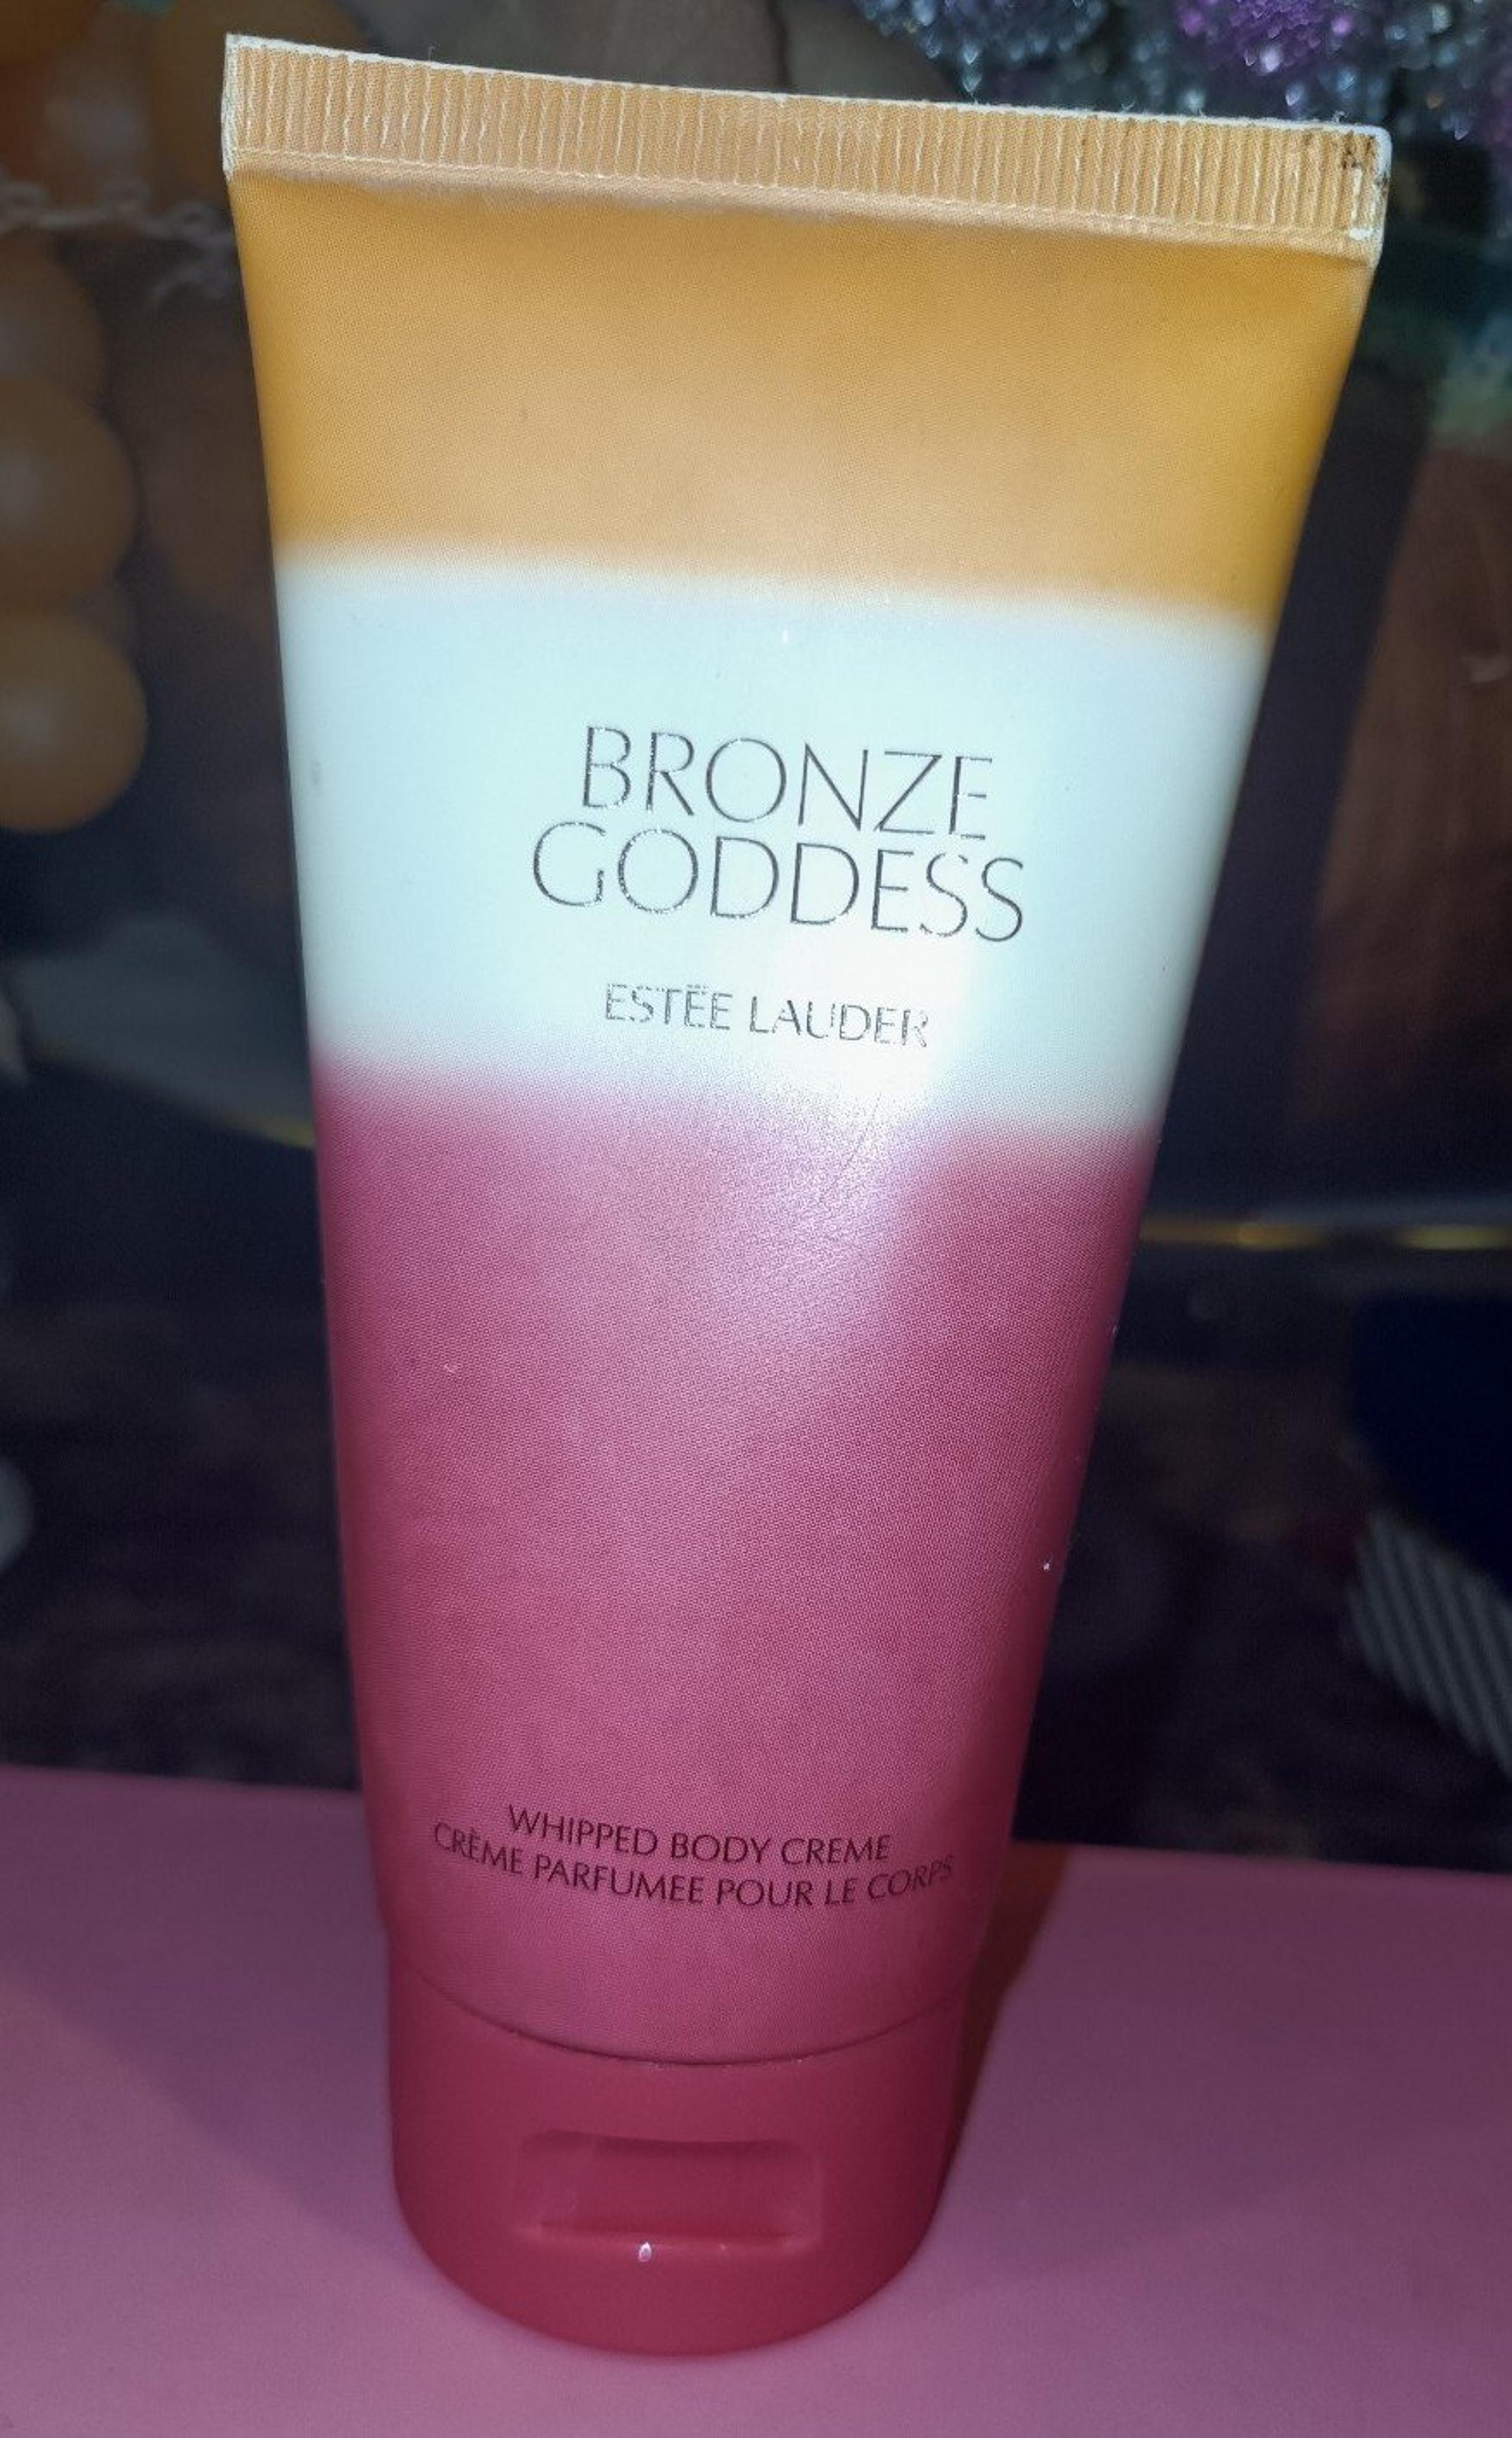 BRONZE
GODDESS
ESTĒE LAUDER
WHIPPED BODY CREME
CRÈME PARFUMEE POUR LE CORPS